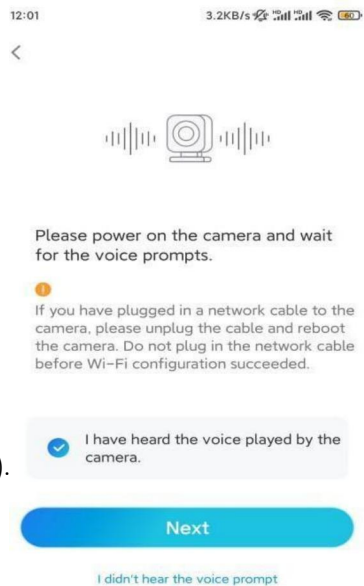 12:01
3.2KB/s HD HD 60
Please power on the camera and wait
for the voice prompts.
If you have plugged in a network cable to the
camera, please unplug the cable and reboot
the camera. Do not plug in the network cable
before Wi-Fi configuration succeeded.
I have heard the voice played by the
camera.
).
Next
I didn't hear the voice prompt